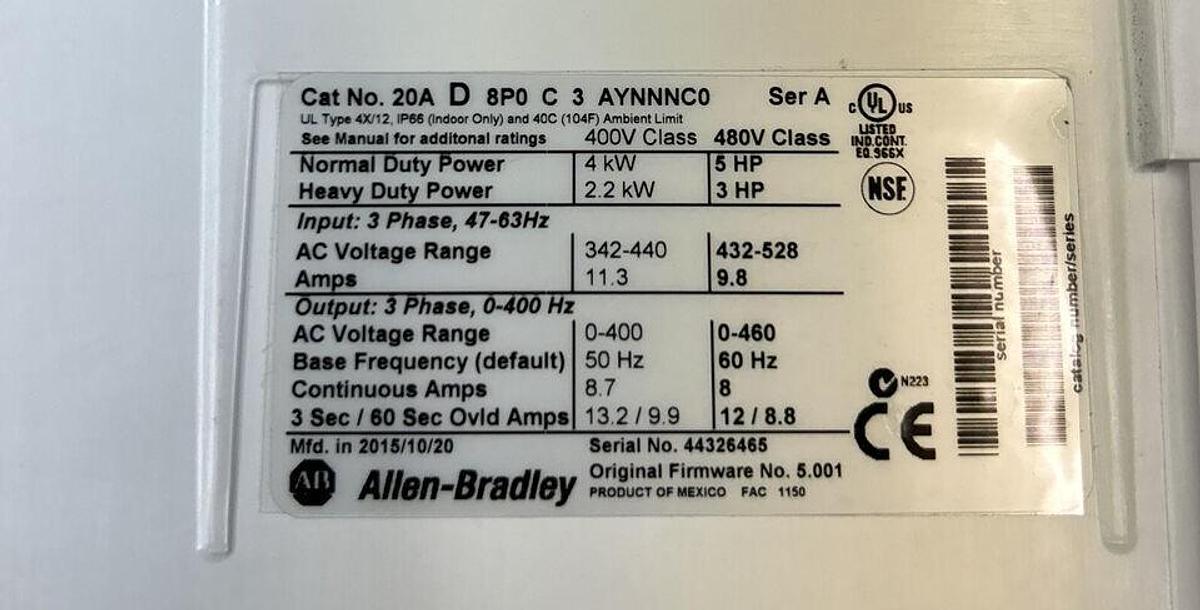 Cat No. 20A D 8P0 C 3 AYNNNC0 Ser A
UL Type 4X/12, IP66 (Indoor Only) and 40C (104F) Ambient Limit
See Manual for additonal ratings 400V Class 480V Class
Normal Duty Power 4 kW 5 HP
Heavy Duty Power 2.2 kW 3 HP
Input: 3 Phase, 47-63Hz
AC Voltage Range 342-440 432-528
Amps 11.3 9.8
Output: 3 Phase, 0-400 Hz
AC Voltage Range 0-400 0-460
Base Frequency (default) 50 Hz 60 Hz
Continuous Amps 8.7 8
3 Sec / 60 Sec Ovld Amps 13.2 / 9.9 12 / 8.8
Mfd. in 2015/10/20 Serial No. 44326465
AB Allen-Bradley
Original Firmware No. 5.001
PRODUCT OF MEXICO FAC 1150
C UL US
LISTED
IND.CONT.
EQ.966X
NSF
N223
CE
serial number
catalog number/series